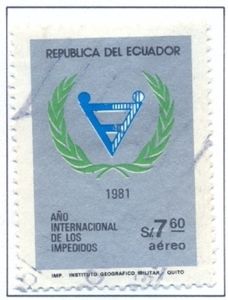 REPUBLICA DEL ECUADOR
1981
AÑO
INTERNACIONAL
DE LOS
IMPEDIDOS
S/.7.60
aéreo
IMP. INSTITUTO GEOGRAFICO MILITAR, QUITO